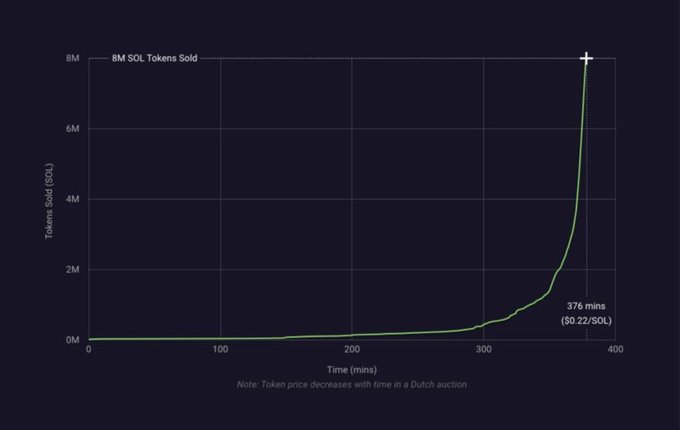 8M SOL Tokens Sold
8M
6M
4M
2M
0M
Tokens Sold (SOL)
376 mins
($0.22/SOL)
0
100
200
300
400
Time (mins)
Note: Token price decreases with time in a Dutch auction